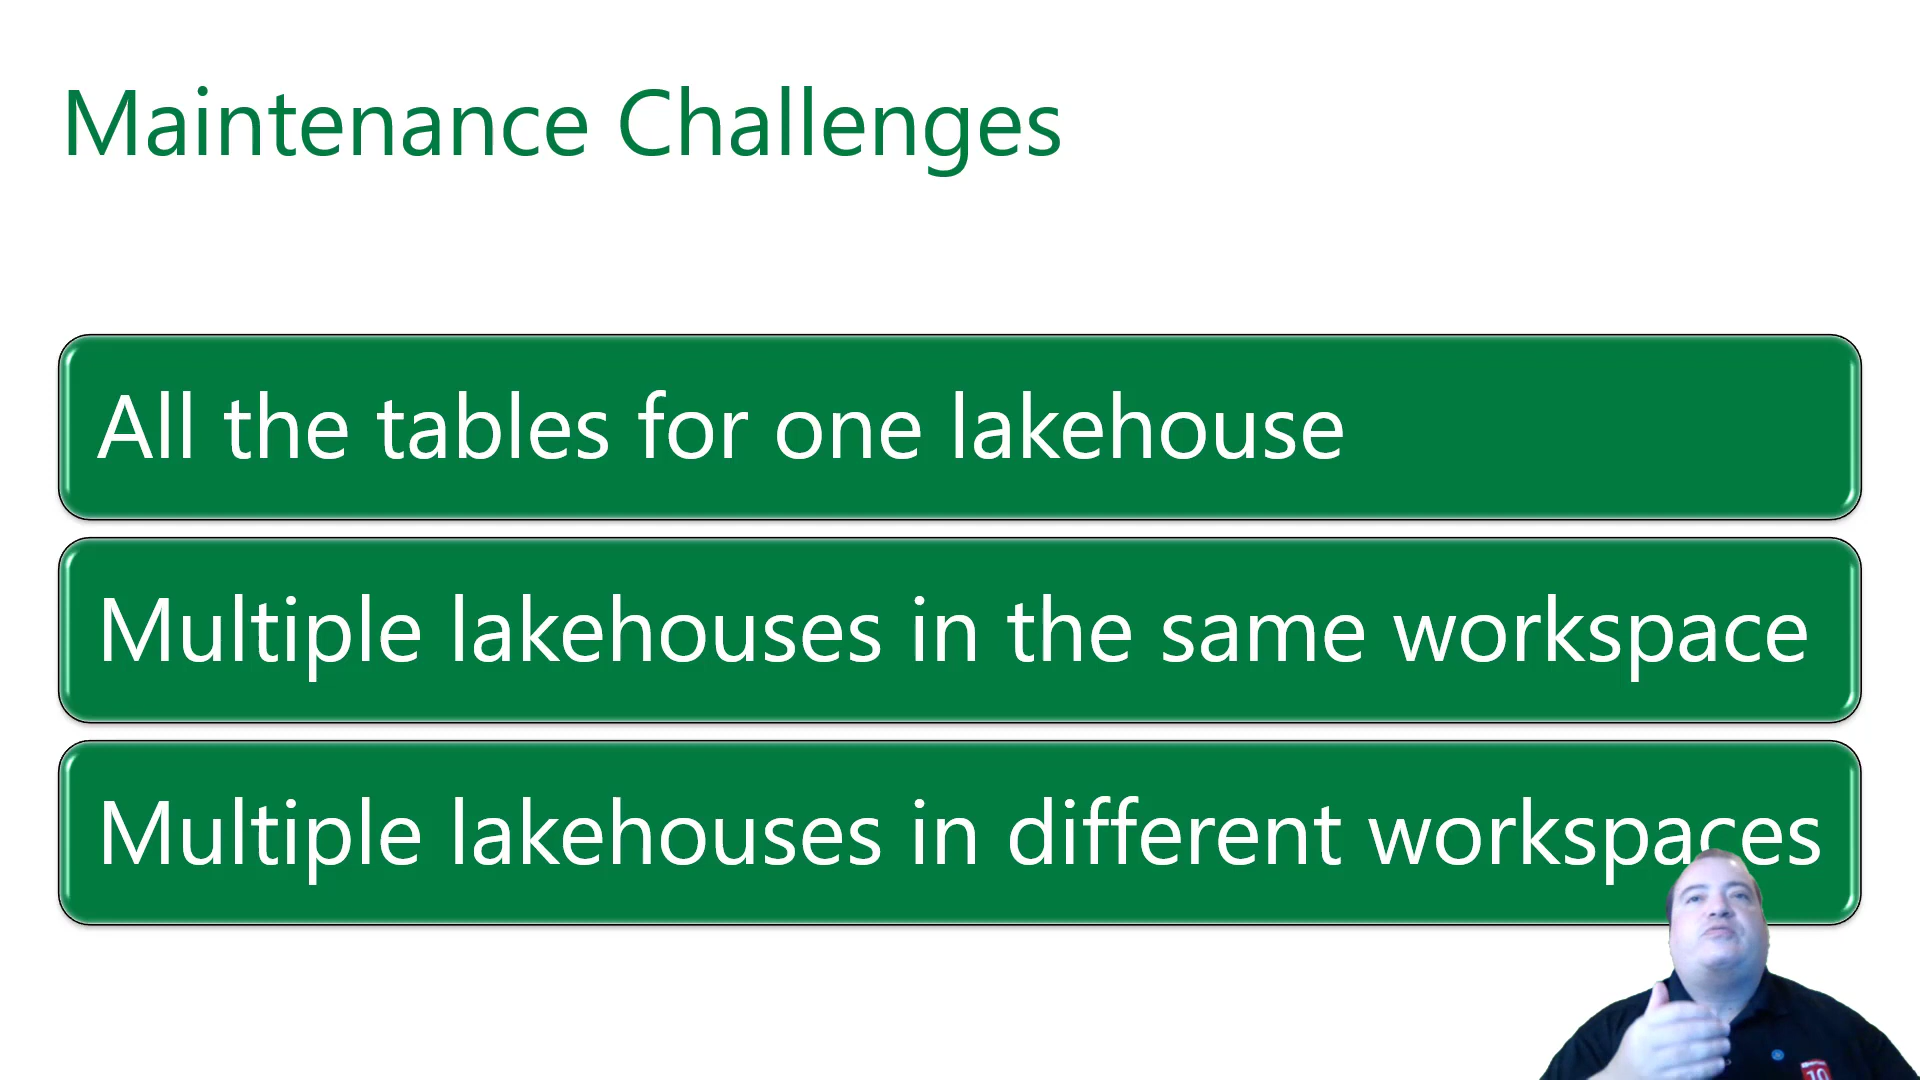 Maintenance Challenges
All the tables for one lakehouse
Multiple lakehouses in the same workspace
Multiple lakehouses in different workspaces
10